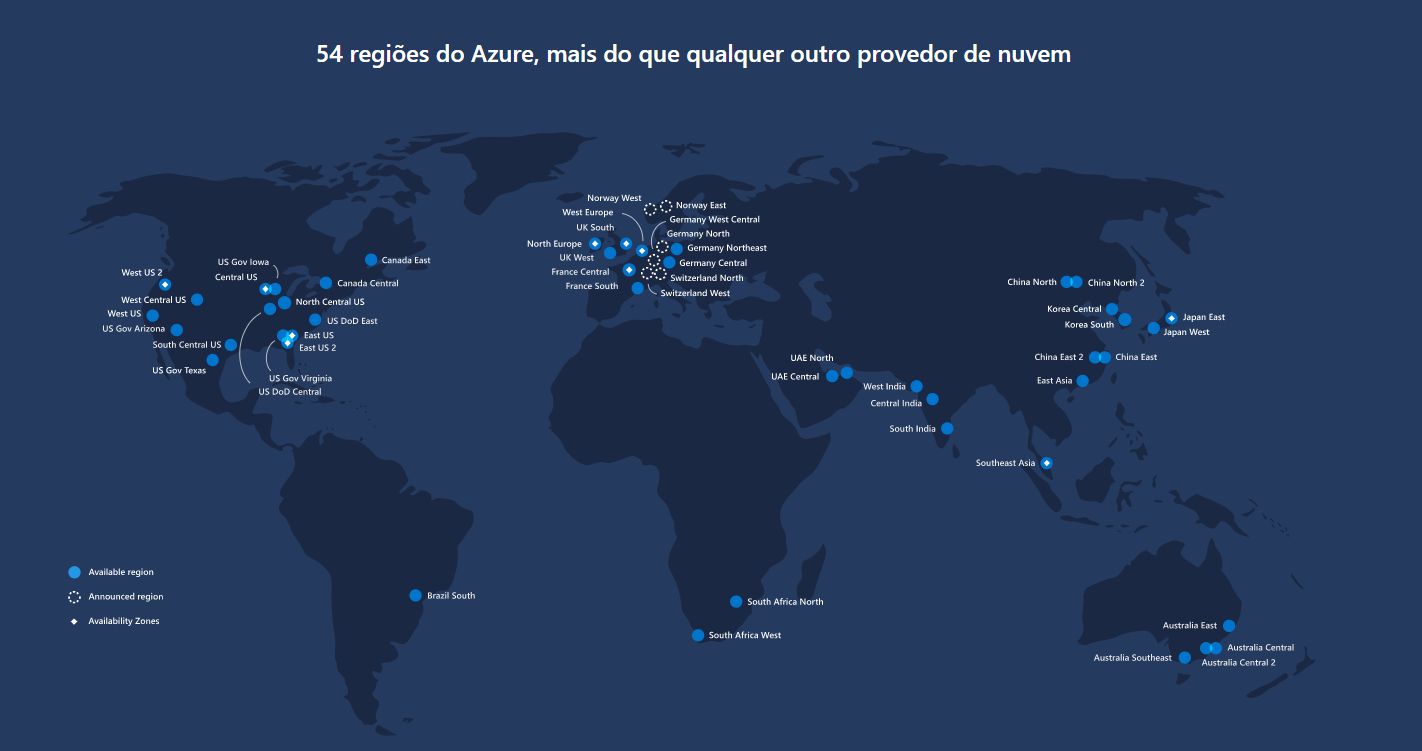 54 regiões do Azure, mais do que qualquer outro provedor de nuvem
Norway West
Norway East
West Europe
Germany West Central
UK South
Germany North
North Europe
Germany Northeast
UK West
Germany Central
France Central
Switzerland North
France South
Switzerland West
US Gov Iowa
Canada East
West US 2
Central US
Canada Central
West Central US
North Central US
West US
US DoD East
US Gov Arizona
East US
South Central US
East US 2
US Gov Texas
US Gov Virginia
US DoD Central
China North
China North 2
Korea Central
Japan East
Korea South
Japan West
UAE North
China East 2
China East
UAE Central
East Asia
West India
Central India
South India
Southeast Asia
Available region
Announced region
Availability Zones
Brazil South
South Africa North
South Africa West
Australia East
Australia Central
Australia Southeast
Australia Central 2